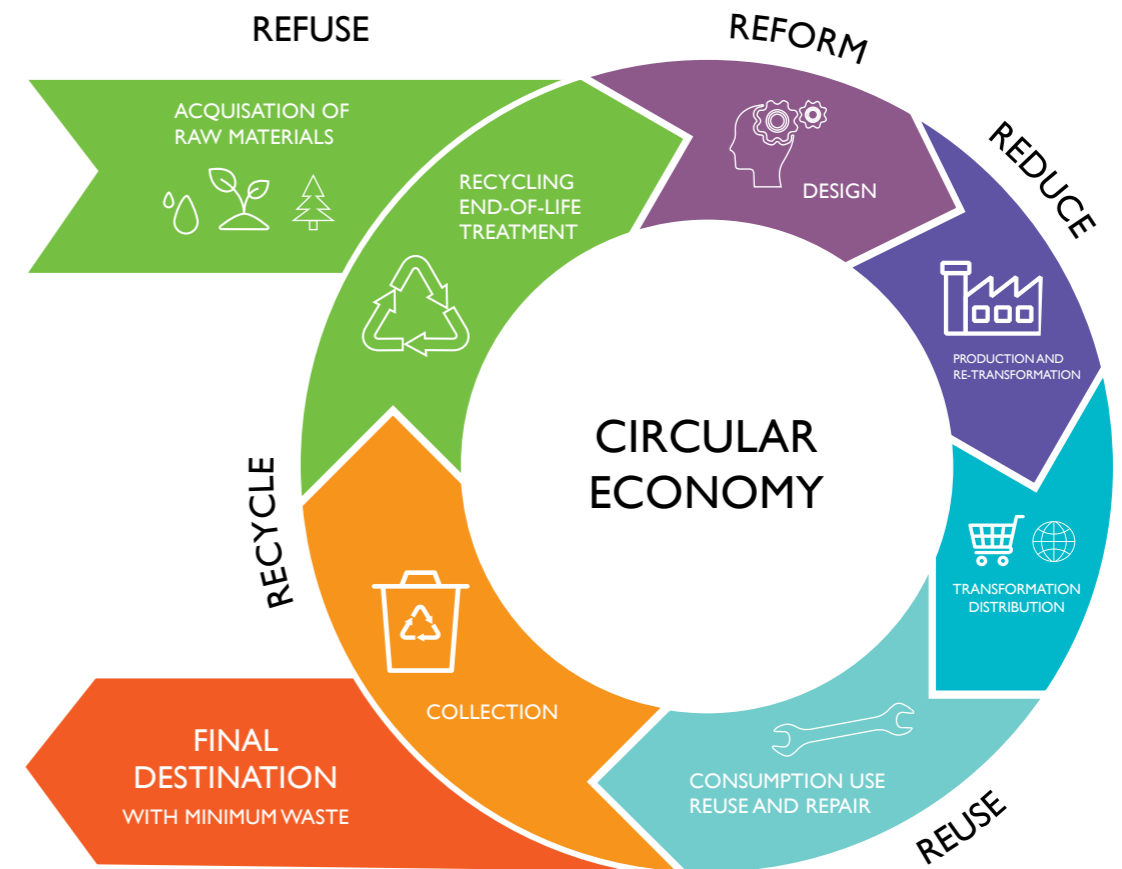 REFUSE
REFORM
REDUCE
ACQUISATION OF
RAW MATERIALS
RECYCLING
END-OF-LIFE
TREATMENT
DESIGN
PRODUCTION AND
RE-TRANSFORMATION
CIRCULAR
ECONOMY
RECYCLE
TRANSFORMATION
DISTRIBUTION
COLLECTION
FINAL
DESTINATION
WITH MINIMUM WASTE
CONSUMPTION USE
REUSE AND REPAIR
REUSE